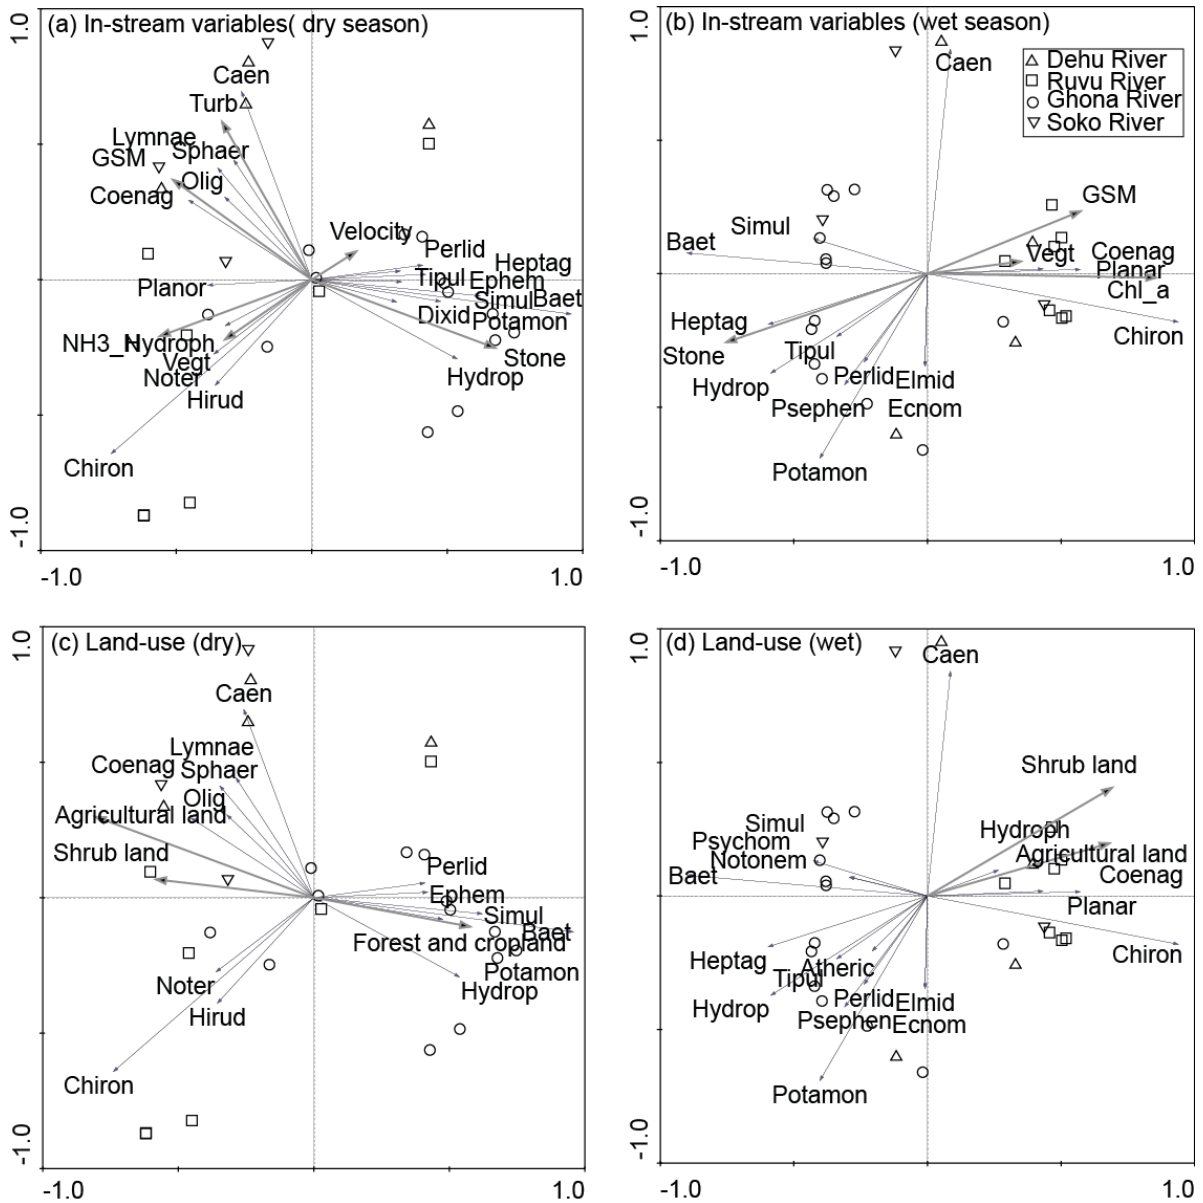 (a) In-stream variables( dry season)
1.0
Caen
Turb
Lymnae
GSM
Sphaer
Olig
Coenag
Velocity
Perlid
Heptag
Tipul
Ephem
Planor
Simul
Baet
Dixid
Potamon
NH3_N
Hydroph
Vegt
Stone
Noter
Hydrop
Hirud
Chiron
-1.0
-1.0
1.0
(b) In-stream variables (wet season)
1.0
Caen
Dehu River
Ruvu River
Ghona River
Soko River
GSM
Simul
Baet
Vegt
Coenag
Planar
Chl_a
Heptag
Chiron
Stone
Tipul
Hydrop
Perlid
Elmid
Psephen
Ecnom
Potamon
-1.0
-1.0
1.0
(c) Land-use (dry)
1.0
Caen
Lymnae
Coenag
Sphaer
Olig
Agricultural land
Shrub land
Perlid
Ephem
Simul
Baet
Forest and cropland
Potamon
Noter
Hydrop
Hirud
Chiron
-1.0
-1.0
1.0
(d) Land-use (wet)
1.0
Caen
Shrub land
Simul
Hydroph
Psychom
Notonem
Agricultural land
Baet
Coenag
Planar
Heptag
Atheric
Chiron
Tipul
Hydrop
Perlid
Elmid
Psephen
Ecnom
Potamon
-1.0
-1.0
1.0